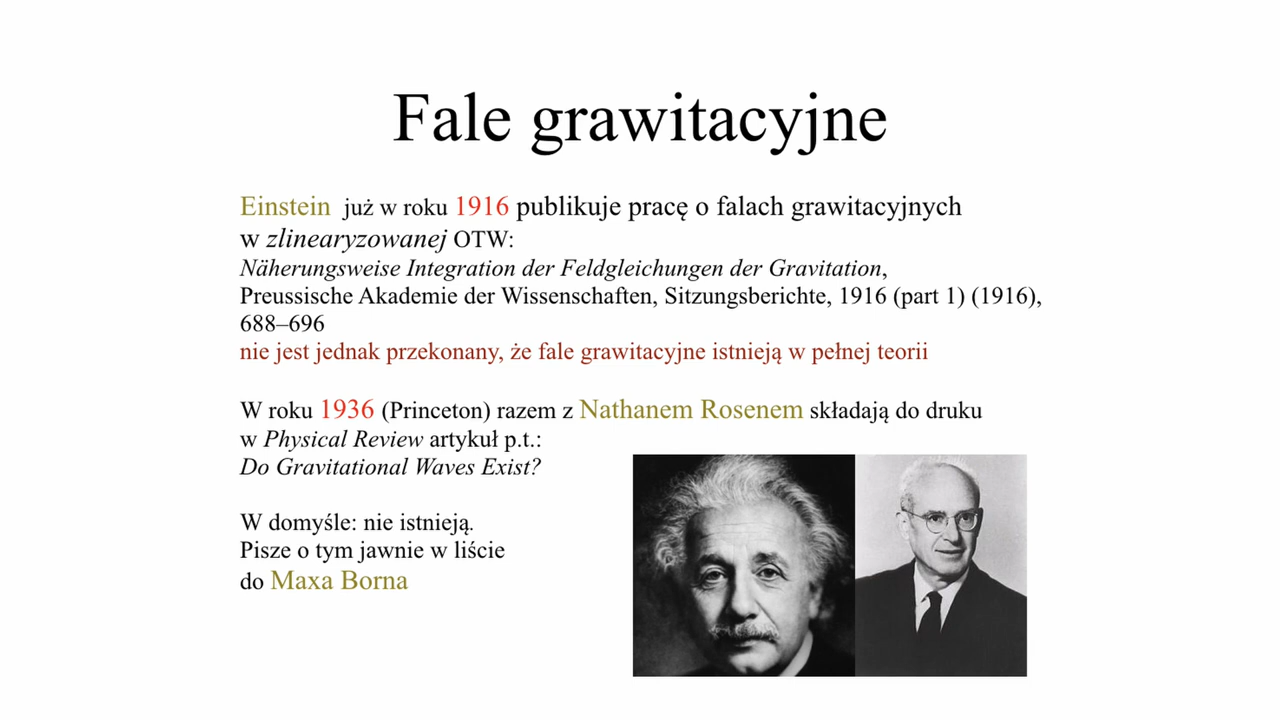 Fale grawitacyjne
Einstein już w roku 1916 publikuje pracę o falach grawitacyjnych
w zlinearyzowanej OTW:
Näherungsweise Integration der Feldgleichungen der Gravitation,
Preussische Akademie der Wissenschaften, Sitzungsberichte, 1916 (part 1) (1916),
688–696
nie jest jednak przekonany, że fale grawitacyjne istnieją w pełnej teorii
W roku 1936 (Princeton) razem z Nathanem Rosenem składają do druku
w Physical Review artykuł p.t.:
Do Gravitational Waves Exist?
W domyśle: nie istnieją.
Pisze o tym jawnie w liście
do Maxa Borna